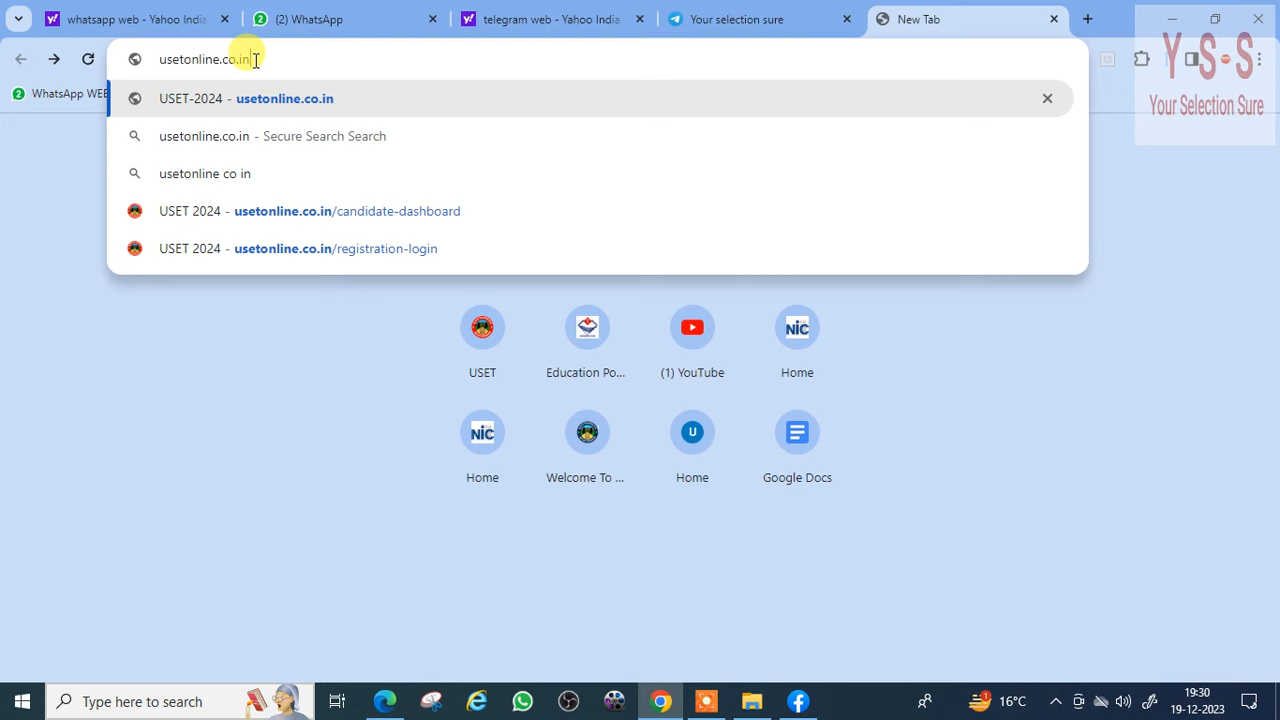 whatsapp web - Yahoo India
(2) WhatsApp
telegram web - Yahoo India
Your selection sure
New Tab
usetonline.co.in
WhatsApp WEB
USET-2024 - usetonline.co.in
usetonline.co.in - Secure Search Search
usetonline co in
USET 2024 - usetonline.co.in/candidate-dashboard
USET 2024 - usetonline.co.in/registration-login
Y-S-S
Your Selection Sure
NIC
USET
Education Po...
(1) YouTube
Home
NIC
U
Home
Welcome To ...
Home
Google Docs
Type here to search
1
16°C
19:30
19-12-2023